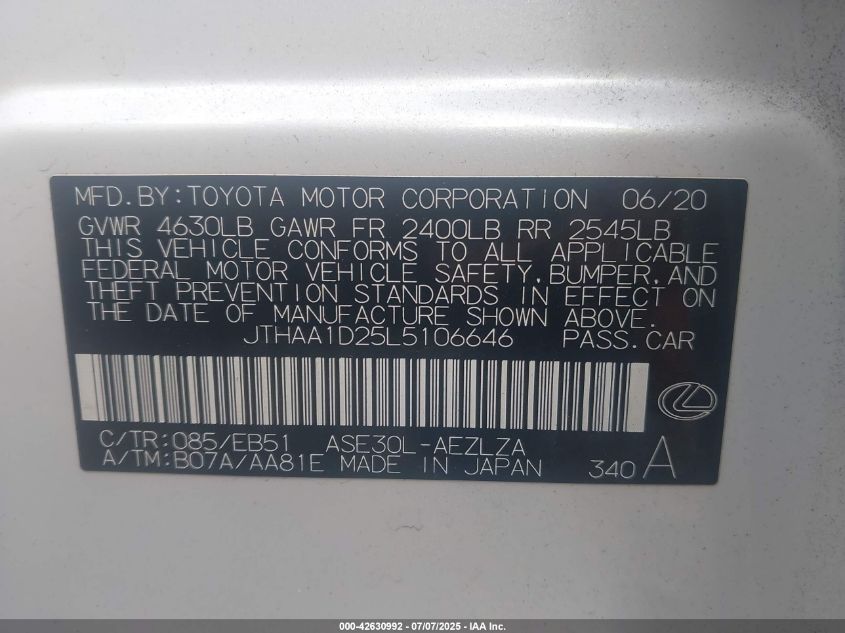 MFD.BY:TOYOTA MOTOR CORPORATION 06/20
GVWR 4630LB GAWR FR 2400LB RR 2545LB
THIS VEHICLE CONFORMS TO ALL APPLICABLE
FEDERAL MOTOR VEHICLE SAFETY,BUMPER,AND
THEFT PREVENTION STANDARDS IN EFFECT ON
THE DATE OF MANUFACTURE SHOWN ABOVE.
JTHAA1D25L5106646 PASS.CAR
C/TR:085/EB51 ASE30L-AEZLZA
A/TM:B07A/AA81E MADE IN JAPAN 340 A
000-42630992 - 07/07/2025 - IAA Inc.